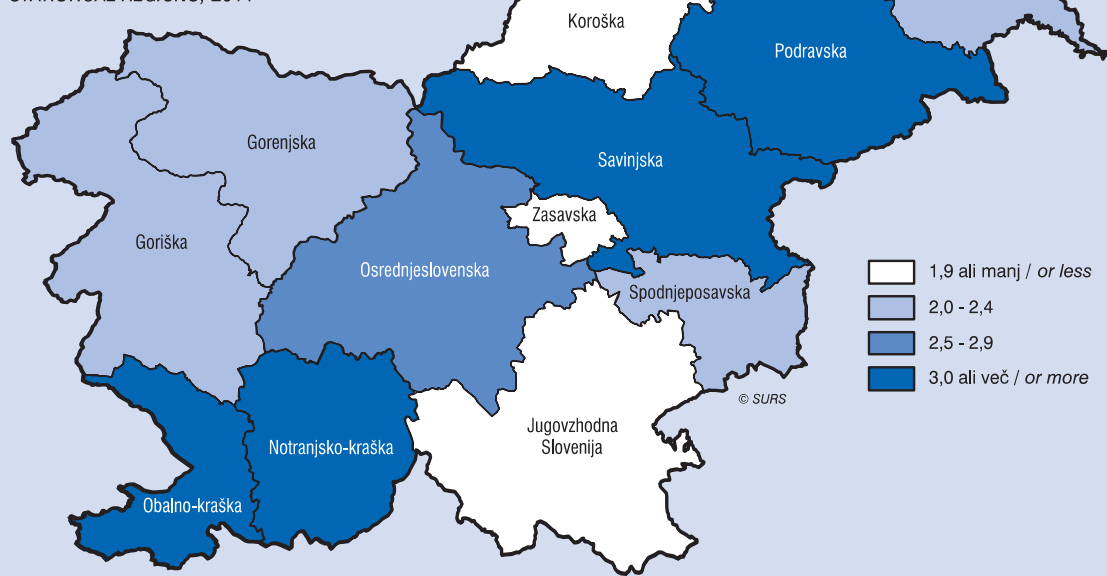 Koroška
Podravska
Gorenjska
Savinjska
Zasavska
Goriška
Osrednjeslovenska
Spodnjeposavska
1,9 ali manj / or less
2,0 - 2,4
2,5 - 2,9
3,0 ali več / or more
© SURS
Jugovzhodna
Slovenija
Notranjsko-kraška
Obalno-kraška